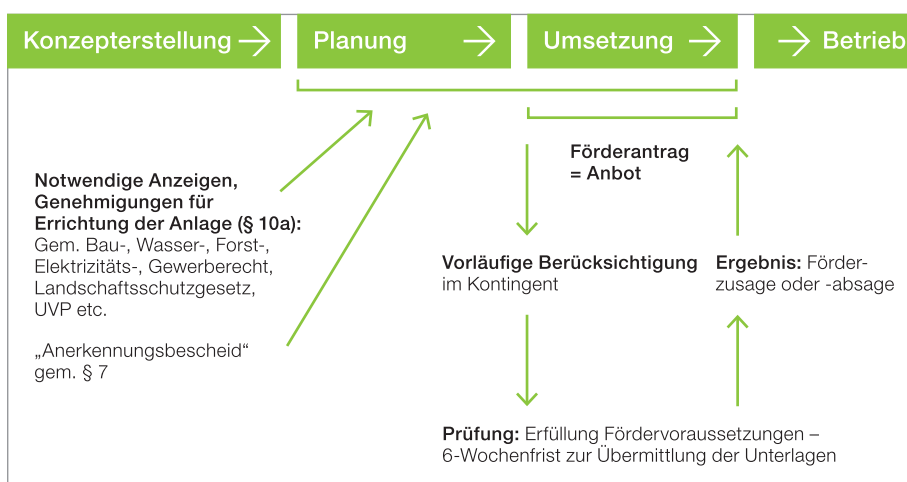 Konzepterstellung
Planung
Umsetzung
Betrieb
Notwendige Anzeigen,
Genehmigungen für
Errichtung der Anlage (§ 10a):
Gem. Bau-, Wasser-, Forst-,
Elektrizitäts-, Gewerberecht,
Landschaftsschutzgesetz,
UVP etc.
„Anerkennungsbescheid“
gem. § 7
Förderantrag
= Anbot
Vorläufige Berücksichtigung
im Kontingent
Ergebnis: Förder-
zusage oder -absage
Prüfung: Erfüllung Fördervoraussetzungen –
6-Wochenfrist zur Übermittlung der Unterlagen